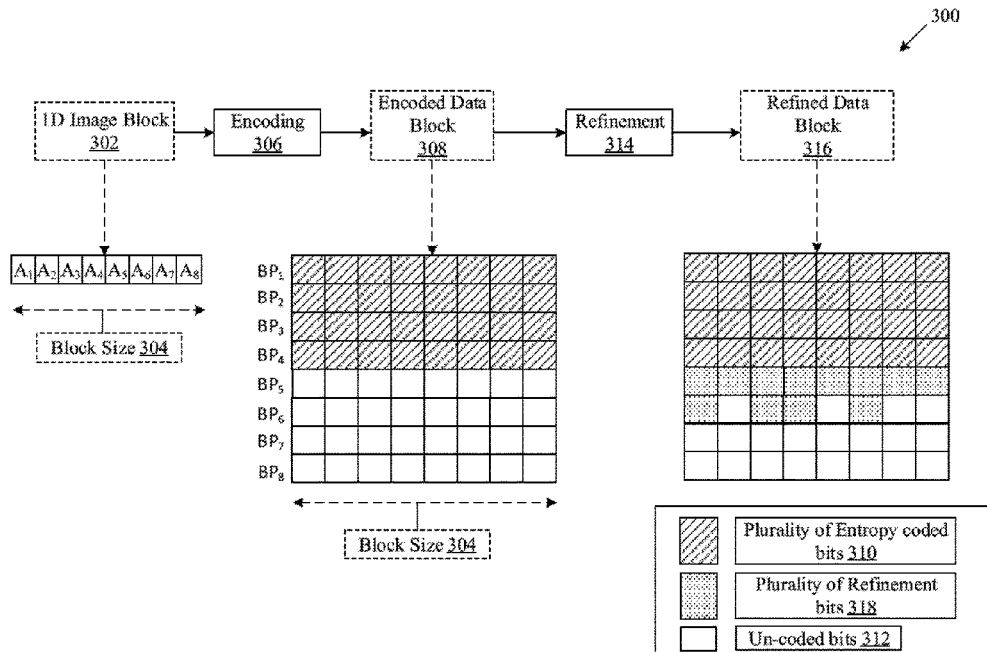 300
1D Image Block
302
Encoding
306
Encoded Data
Block
308
Refinement
314
Refined Data
Block
316
A1 A2 A3 A4 A5 A6 A7 A8
Block Size 304
BP1
BP2
BP3
BP4
BP5
BP6
BP7
BP8
Block Size 304
Plurality of Entropy coded
bits 310
Plurality of Refinement
bits 318
Un-coded bits 312